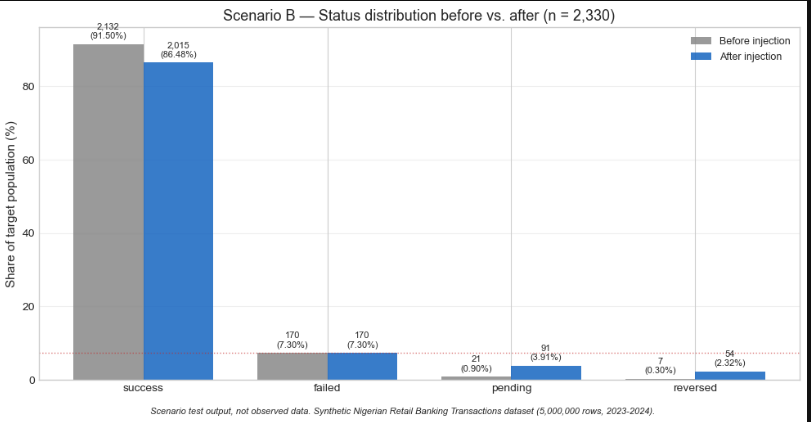 Scenario B — Status distribution before vs. after (n = 2,330)
Before injection
After injection
Share of target population (%)
80
60
40
20
0
2,132
(91.50%)
2,015
(86.48%)
170
(7.30%)
170
(7.30%)
21
(0.90%)
91
(3.91%)
7
(0.30%)
54
(2.32%)
success
failed
pending
reversed
Scenario test output, not observed data. Synthetic Nigerian Retail Banking Transactions dataset (5,000,000 rows, 2023-2024).